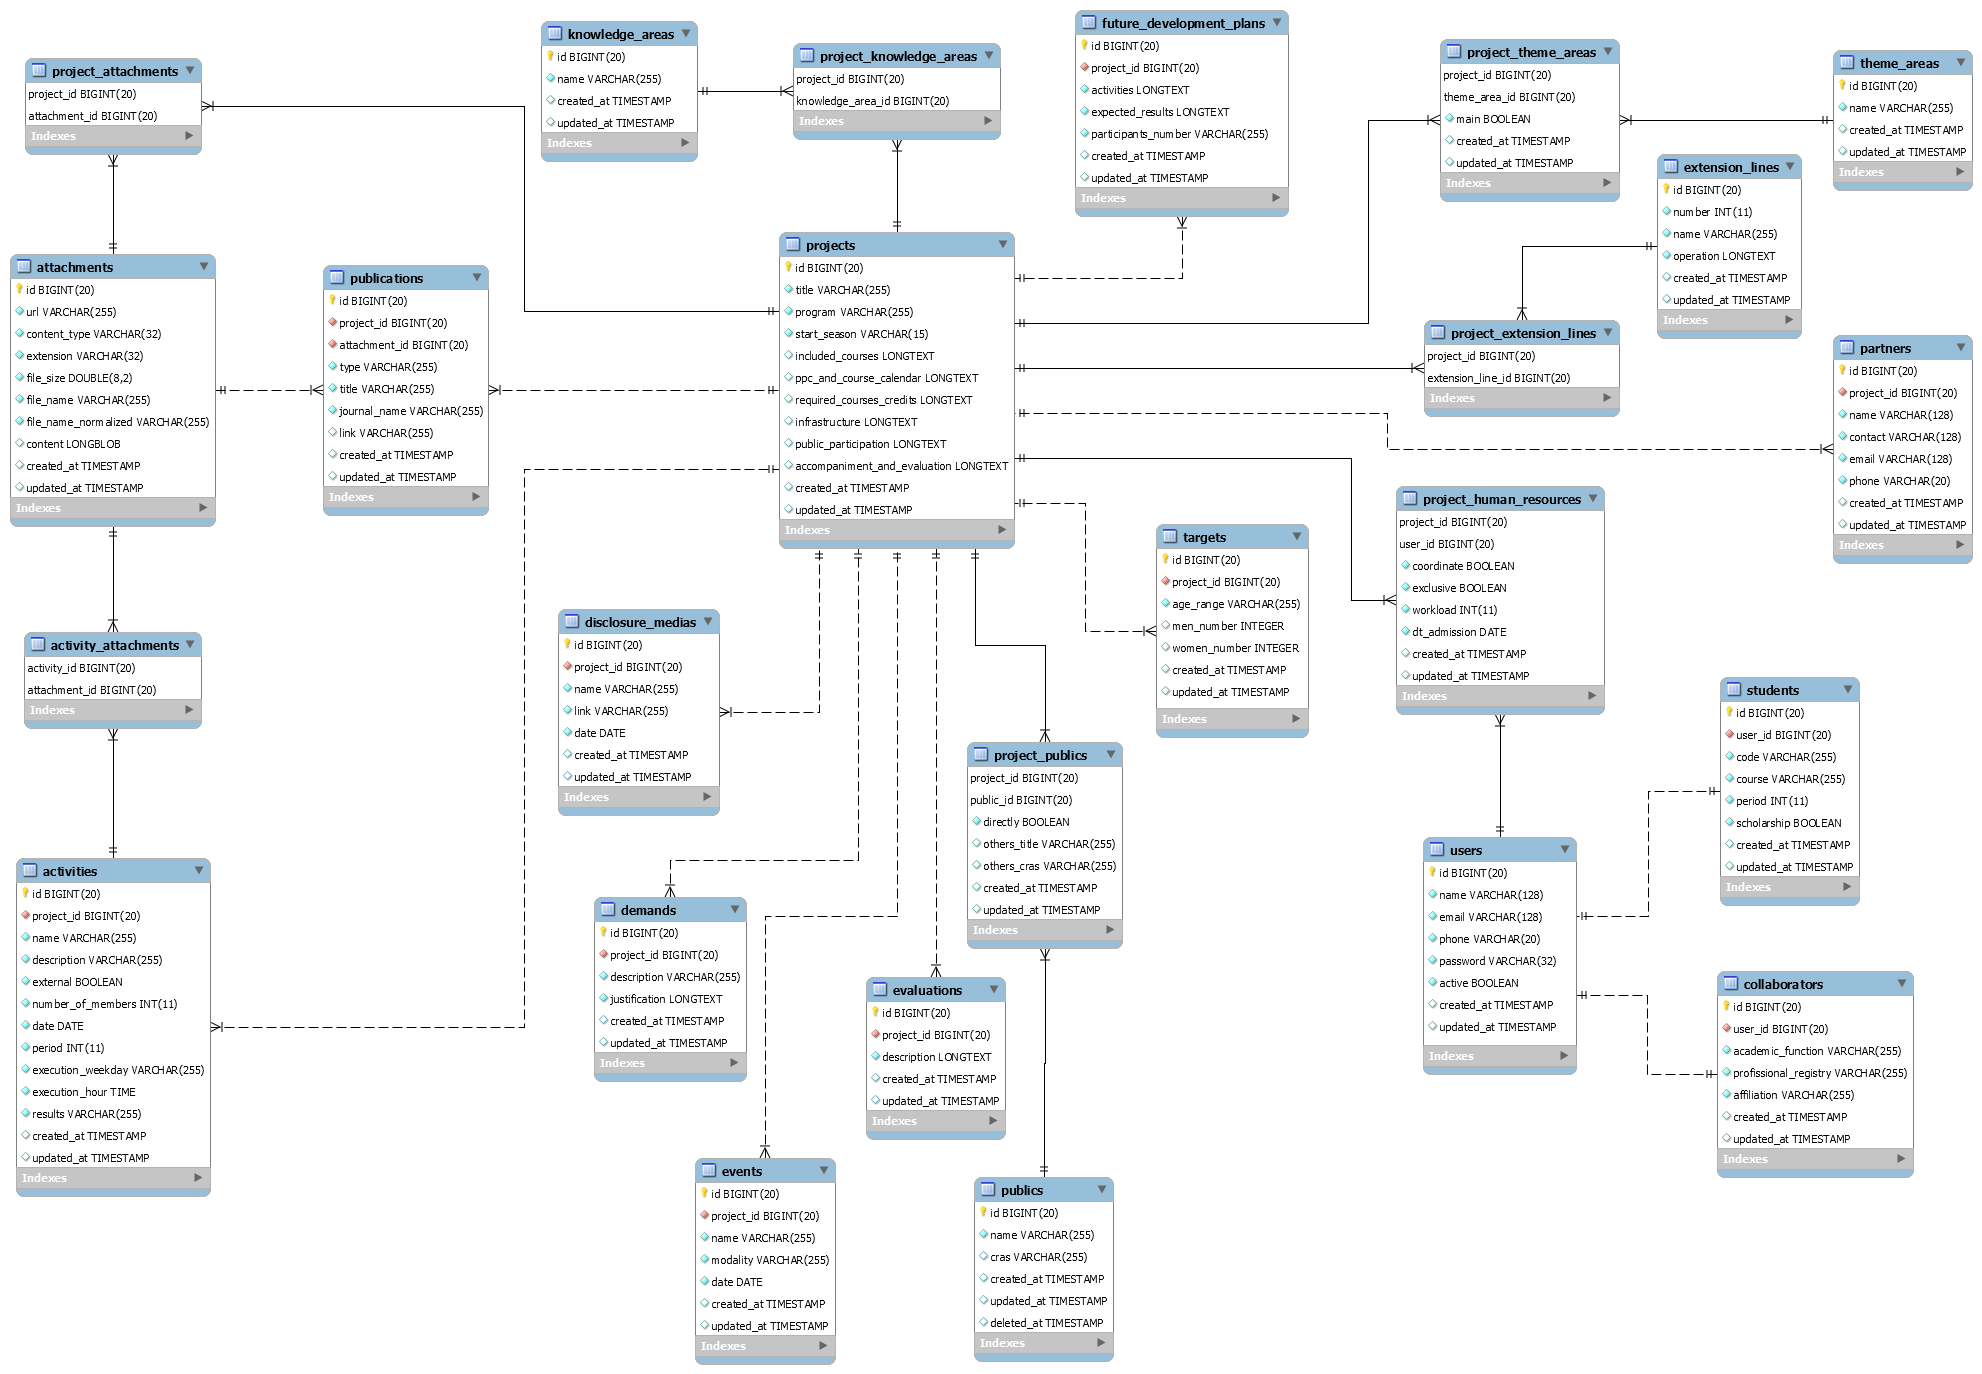 project_attachments
project_id BIGINT(20)
attachment_id BIGINT(20)
Indexes
knowledge_areas
id BIGINT(20)
name VARCHAR(255)
created_at TIMESTAMP
updated_at TIMESTAMP
Indexes
project_knowledge_areas
project_id BIGINT(20)
knowledge_area_id BIGINT(20)
Indexes
future_development_plans
id BIGINT(20)
project_id BIGINT(20)
activities LONGTEXT
expected_results LONGTEXT
participants_number VARCHAR(255)
created_at TIMESTAMP
updated_at TIMESTAMP
Indexes
project_theme_areas
project_id BIGINT(20)
theme_area_id BIGINT(20)
main BOOLEAN
created_at TIMESTAMP
updated_at TIMESTAMP
Indexes
theme_areas
id BIGINT(20)
name VARCHAR(255)
created_at TIMESTAMP
updated_at TIMESTAMP
Indexes
extension_lines
id BIGINT(20)
number INT(11)
name VARCHAR(255)
operation LONGTEXT
created_at TIMESTAMP
updated_at TIMESTAMP
Indexes
attachments
id BIGINT(20)
url VARCHAR(255)
content_type VARCHAR(32)
extension VARCHAR(32)
file_size DOUBLE(8,2)
file_name VARCHAR(255)
file_name_normalized VARCHAR(255)
content LONGBLOB
created_at TIMESTAMP
updated_at TIMESTAMP
Indexes
publications
id BIGINT(20)
project_id BIGINT(20)
attachment_id BIGINT(20)
type VARCHAR(255)
title VARCHAR(255)
journal_name VARCHAR(255)
link VARCHAR(255)
created_at TIMESTAMP
updated_at TIMESTAMP
Indexes
projects
id BIGINT(20)
title VARCHAR(255)
program VARCHAR(255)
start_season VARCHAR(15)
included_courses LONGTEXT
ppc_and_course_calendar LONGTEXT
required_courses_credits LONGTEXT
infrastructure LONGTEXT
public_participation LONGTEXT
accompaniment_and_evaluation LONGTEXT
created_at TIMESTAMP
updated_at TIMESTAMP
Indexes
project_extension_lines
project_id BIGINT(20)
extension_line_id BIGINT(20)
Indexes
partners
id BIGINT(20)
project_id BIGINT(20)
name VARCHAR(128)
contact VARCHAR(128)
email VARCHAR(128)
phone VARCHAR(20)
created_at TIMESTAMP
updated_at TIMESTAMP
Indexes
project_human_resources
project_id BIGINT(20)
user_id BIGINT(20)
coordinate BOOLEAN
exclusive BOOLEAN
workload INT(11)
dt_admission DATE
created_at TIMESTAMP
updated_at TIMESTAMP
Indexes
targets
id BIGINT(20)
project_id BIGINT(20)
age_range VARCHAR(255)
men_number INTEGER
women_number INTEGER
created_at TIMESTAMP
updated_at TIMESTAMP
Indexes
disclosure_medias
id BIGINT(20)
project_id BIGINT(20)
name VARCHAR(255)
link VARCHAR(255)
date DATE
created_at TIMESTAMP
updated_at TIMESTAMP
Indexes
activity_attachments
activity_id BIGINT(20)
attachment_id BIGINT(20)
Indexes
students
id BIGINT(20)
user_id BIGINT(20)
code VARCHAR(255)
course VARCHAR(255)
period INT(11)
scholarship BOOLEAN
created_at TIMESTAMP
updated_at TIMESTAMP
Indexes
project_publics
project_id BIGINT(20)
public_id BIGINT(20)
directly BOOLEAN
others_title VARCHAR(255)
others_cras VARCHAR(255)
created_at TIMESTAMP
updated_at TIMESTAMP
Indexes
users
id BIGINT(20)
name VARCHAR(128)
email VARCHAR(128)
phone VARCHAR(20)
password VARCHAR(32)
active BOOLEAN
created_at TIMESTAMP
updated_at TIMESTAMP
Indexes
activities
id BIGINT(20)
project_id BIGINT(20)
name VARCHAR(255)
description VARCHAR(255)
external BOOLEAN
number_of_members INT(11)
date DATE
period INT(11)
execution_weekday VARCHAR(255)
execution_hour TIME
results VARCHAR(255)
created_at TIMESTAMP
updated_at TIMESTAMP
Indexes
demands
id BIGINT(20)
project_id BIGINT(20)
description VARCHAR(255)
justification LONGTEXT
created_at TIMESTAMP
updated_at TIMESTAMP
Indexes
evaluations
id BIGINT(20)
project_id BIGINT(20)
description LONGTEXT
created_at TIMESTAMP
updated_at TIMESTAMP
Indexes
collaborators
id BIGINT(20)
user_id BIGINT(20)
academic_function VARCHAR(255)
profissional_registry VARCHAR(255)
affiliation VARCHAR(255)
created_at TIMESTAMP
updated_at TIMESTAMP
Indexes
events
id BIGINT(20)
project_id BIGINT(20)
name VARCHAR(255)
modality VARCHAR(255)
date DATE
created_at TIMESTAMP
updated_at TIMESTAMP
Indexes
publics
id BIGINT(20)
name VARCHAR(255)
cras VARCHAR(255)
created_at TIMESTAMP
updated_at TIMESTAMP
deleted_at TIMESTAMP
Indexes